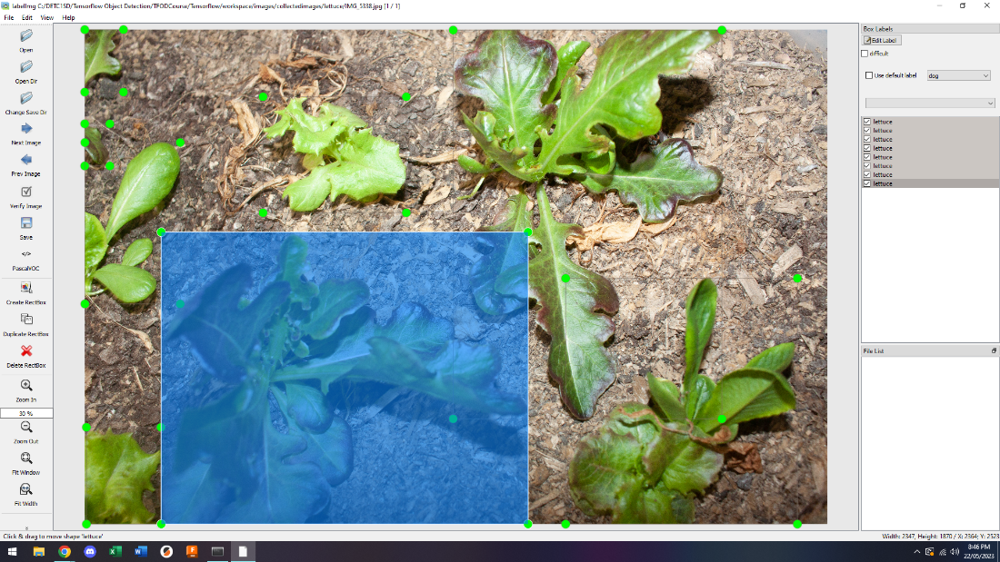 labelImg C:/DETC1SD/Tensorflow Object Detection/TFODCourse/Tensorflow/workspace/images/collectedimages/lettuce/IMG_5338.jpg [1 / 1]
File Edit View Help
Open
Open Dir
Change Save Dir
Next Image
Prev Image
Verify Image
Save
</>
PascalVOC
Create RectBox
Duplicate RectBox
Delete RectBox
Zoom In
30 %
Zoom Out
Fit Window
Fit Width
Box Labels
Edit Label
difficult
Use default label dog
lettuce
lettuce
lettuce
lettuce
lettuce
lettuce
lettuce
lettuce
File List
Click & drag to move shape 'lettuce'
Width: 2347, Height: 1870 / X: 2364; Y: 2523
8:46 PM
22/05/2023